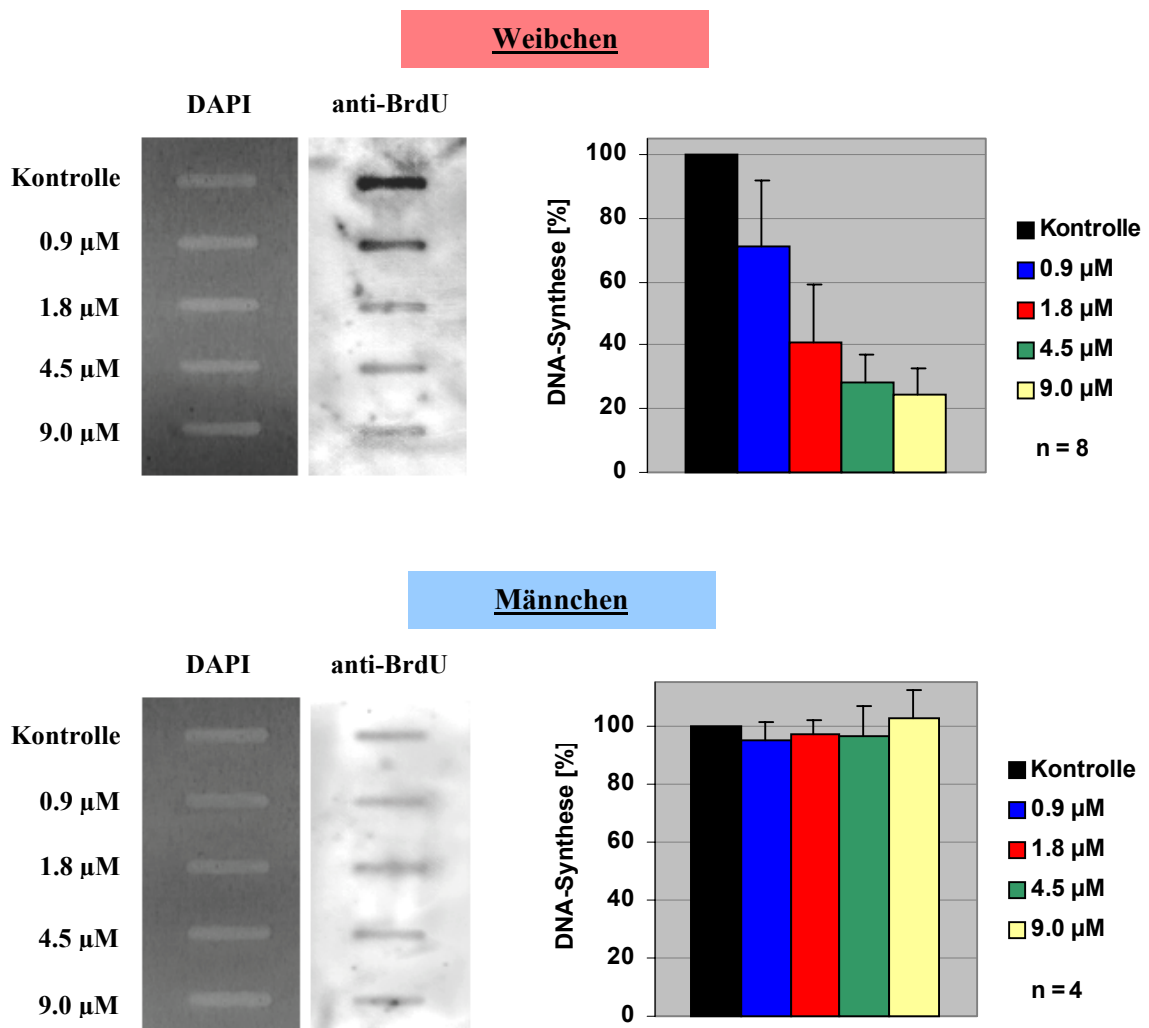 Weibchen
DAPI anti-BrdU
Kontrolle
0.9 µM
1.8 µM
4.5 µM
9.0 µM
DNA-Synthese [%]
100
80
60
40
20
0
Kontrolle
0.9 µM
1.8 µM
4.5 µM
9.0 µM
n = 8
Männchen
DAPI anti-BrdU
Kontrolle
0.9 µM
1.8 µM
4.5 µM
9.0 µM
DNA-Synthese [%]
100
80
60
40
20
0
Kontrolle
0.9 µM
1.8 µM
4.5 µM
9.0 µM
n = 4